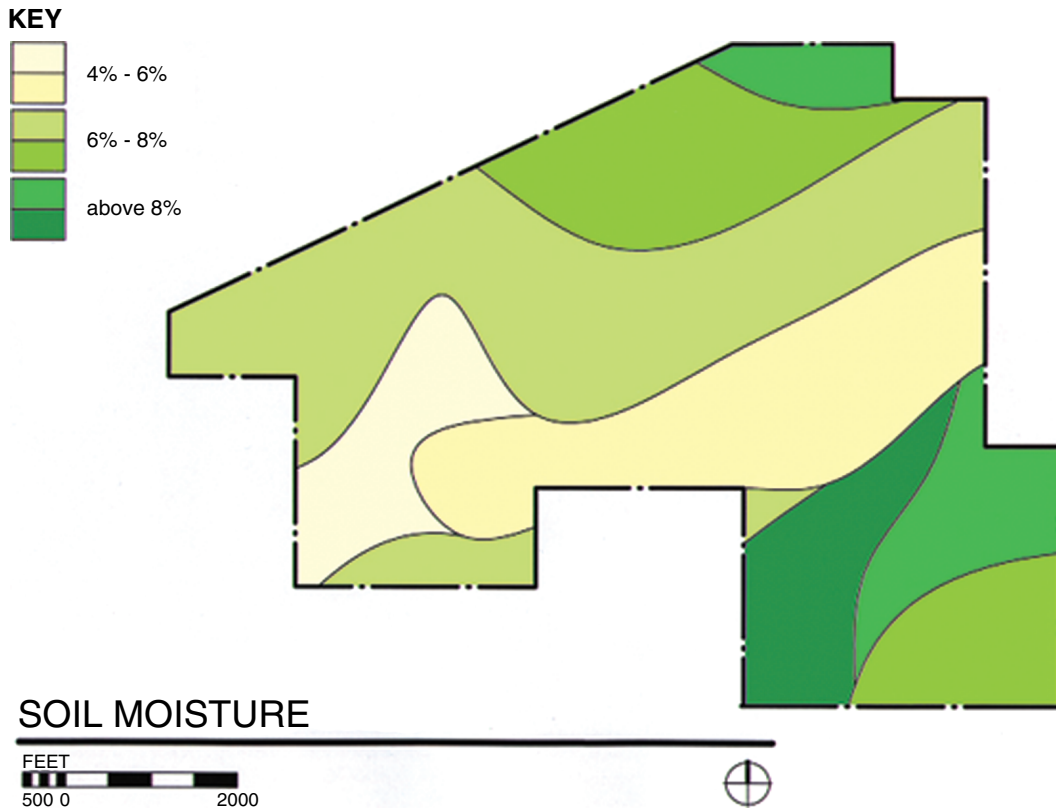 KEY
4% - 6%
6% - 8%
above 8%
SOIL MOISTURE
FEET
500 0 2000